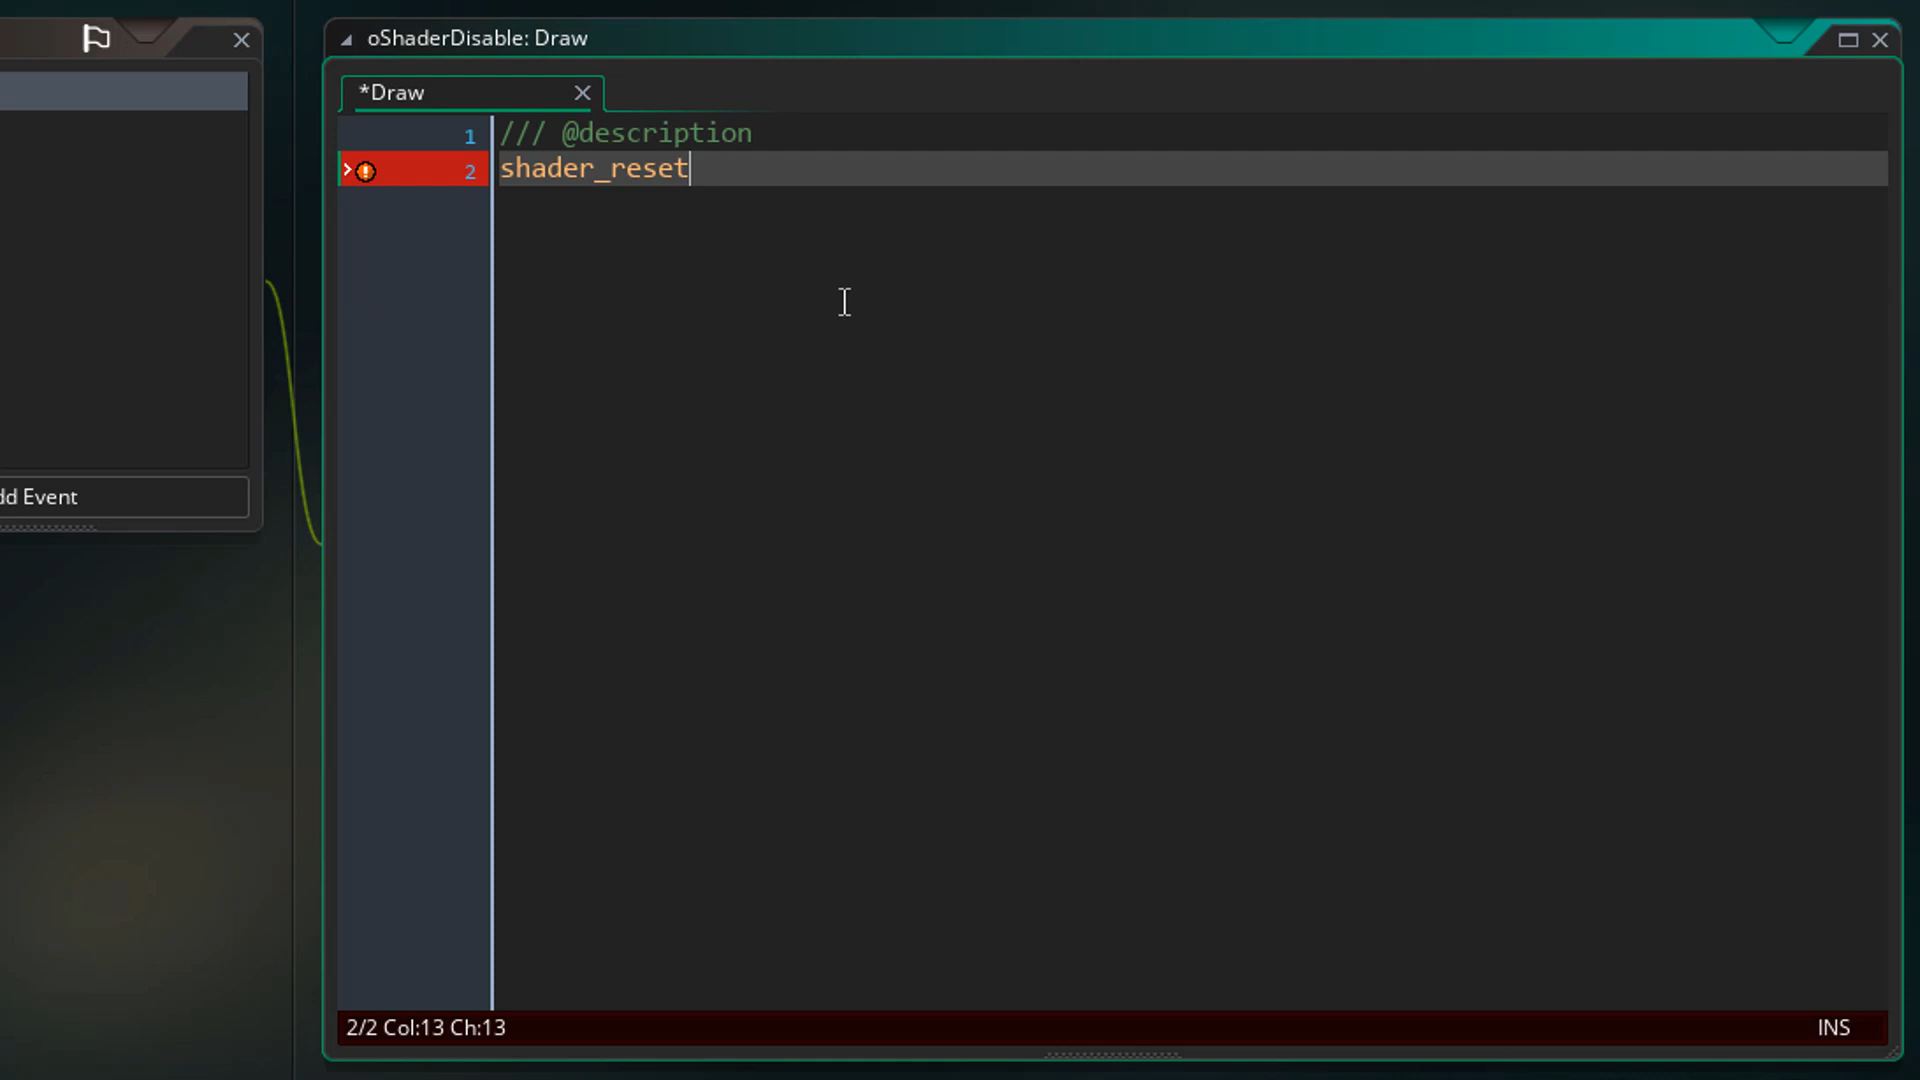 oShaderDisable: Draw
*Draw
1 /// @description
2 shader_reset
dd Event
2/2 Col:13 Ch:13
INS